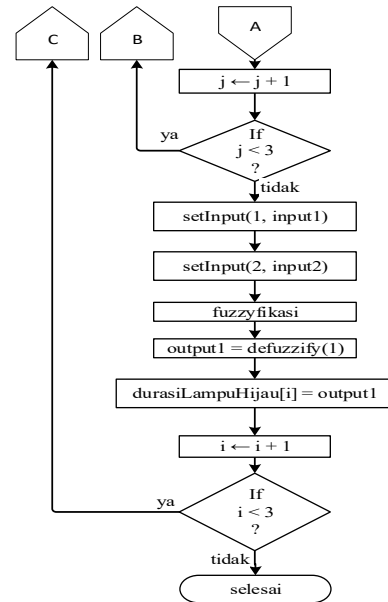 C
B
A
j ← j + 1
ya
If
j < 3
?
tidak
setInput(1, input1)
setInput(2, input2)
fuzzyfikasi
output1 = defuzzify(1)
durasiLampuHijau[i] = output1
i ← i + 1
ya
If
i < 3
?
tidak
selesai